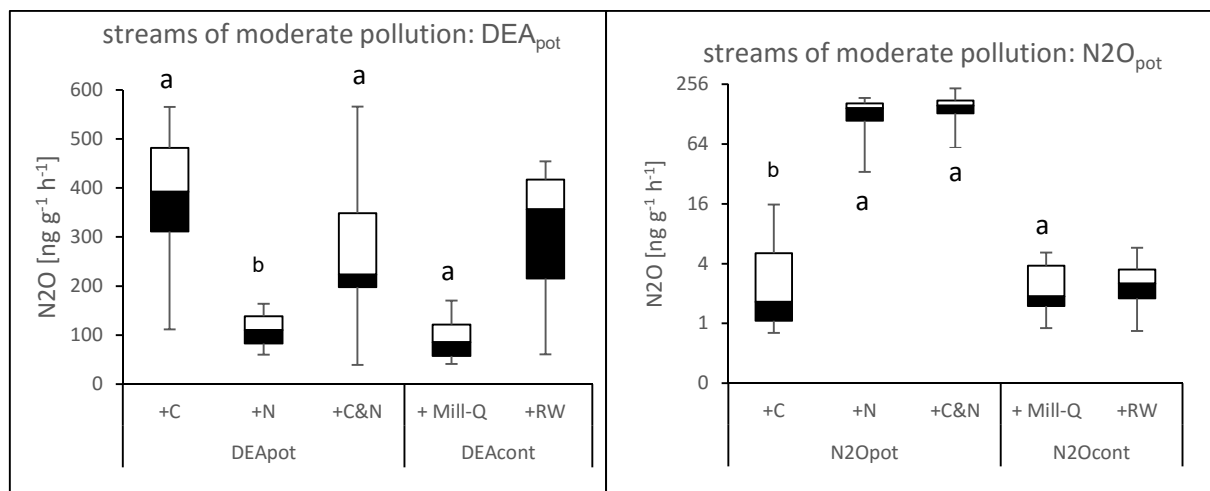 streams of moderate pollution: DEApot
N2O [ng g-1 h-1]
600
500
400
300
200
100
0
a
b
a
a
+C
+N
+C&N
+ Mill-Q
+RW
DEApot
DEAcont
streams of moderate pollution: N2Opot
N2O [ng g-1 h-1]
256
64
16
4
1
0
b
a
a
a
+C
+N
+C&N
+ Mill-Q
+RW
N2Opot
N2Ocont